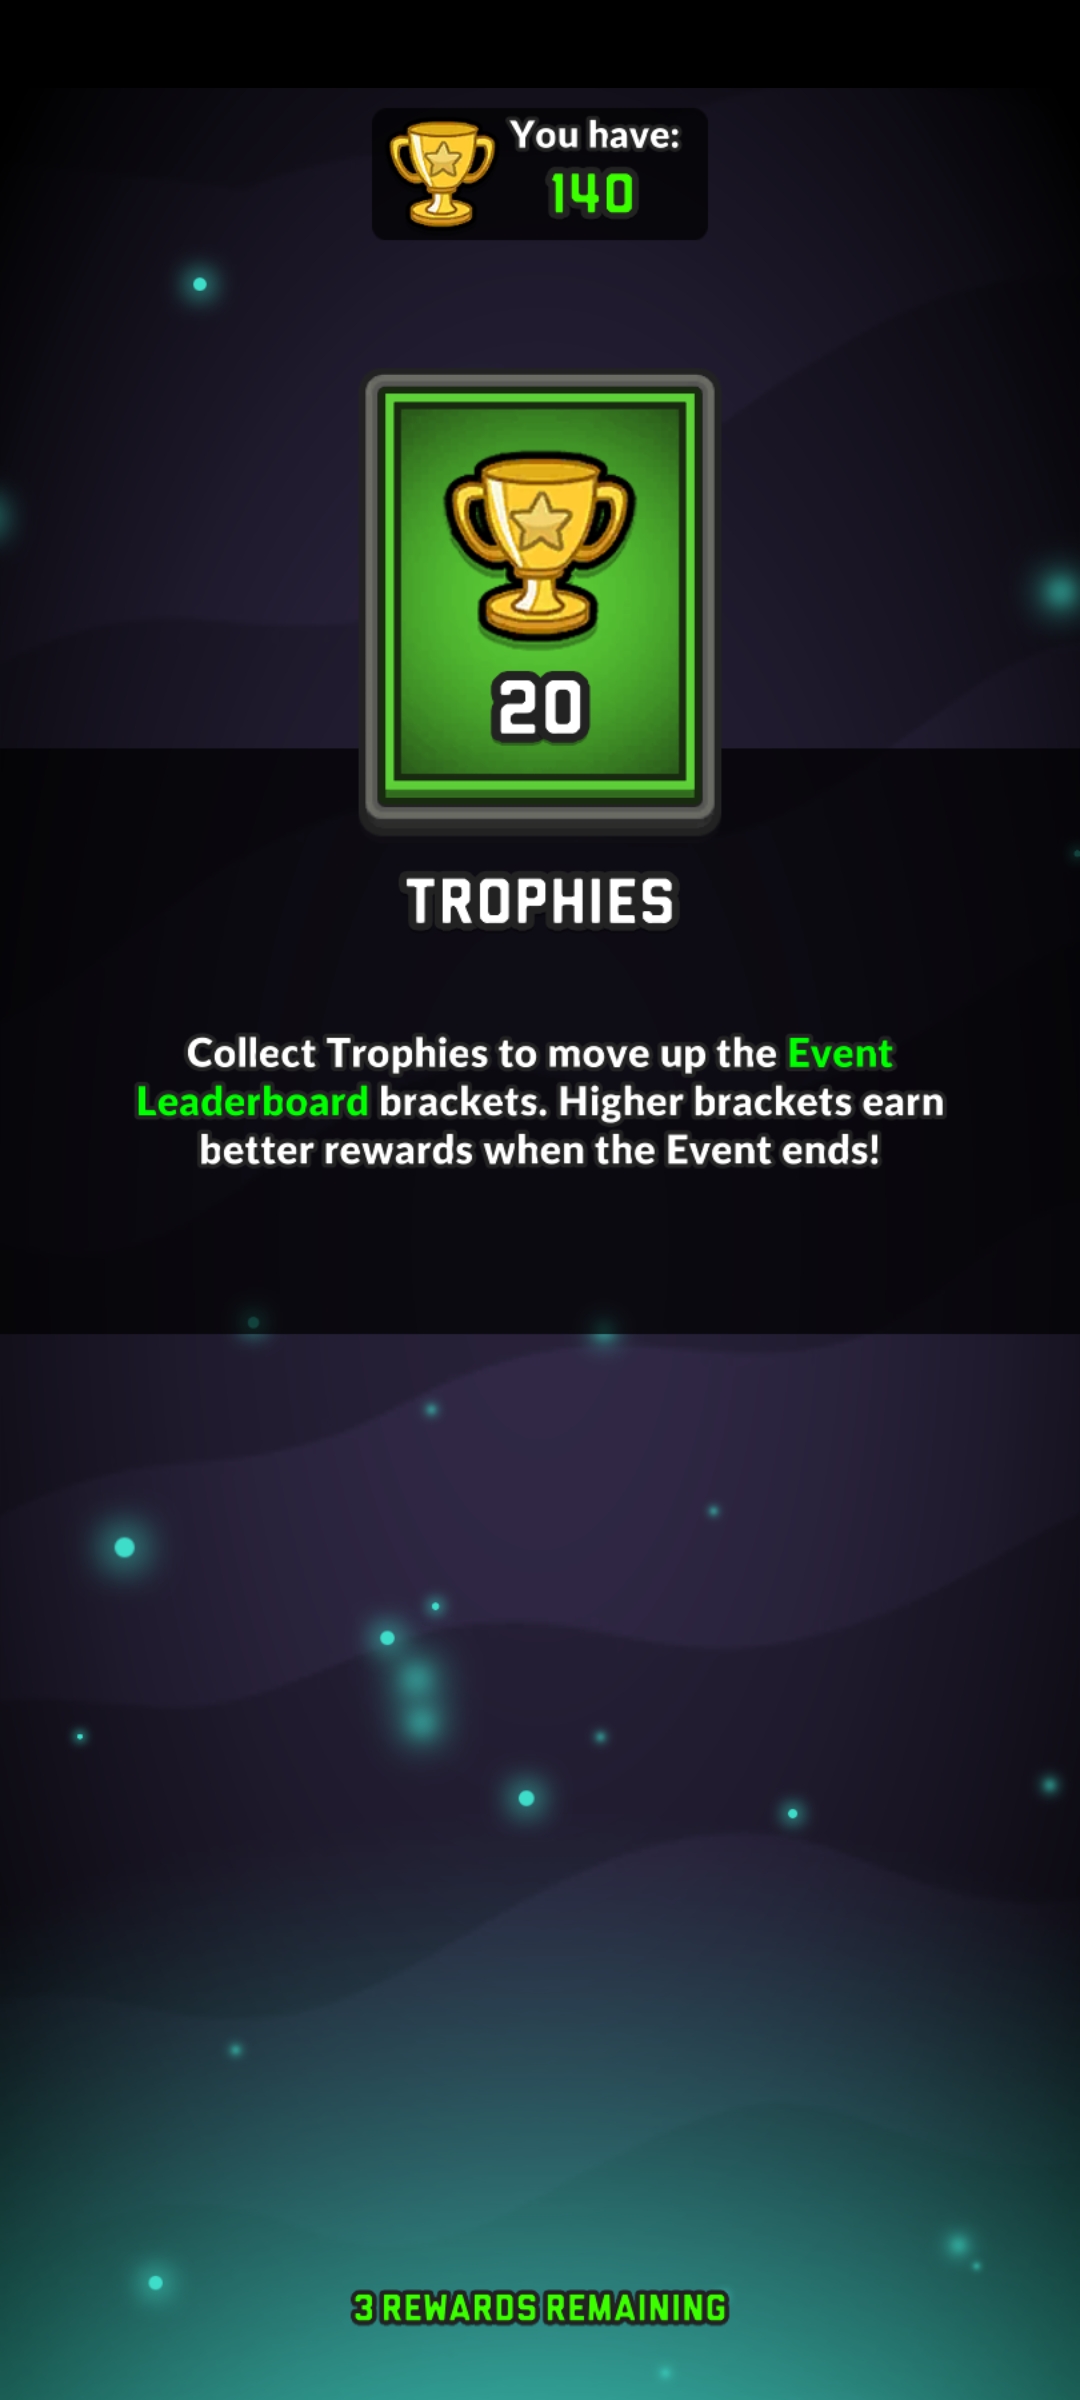 You have:
140
20
TROPHIES
Collect Trophies to move up the Event
Leaderboard brackets. Higher brackets earn
better rewards when the Event ends!
3 REWARDS REMAINING